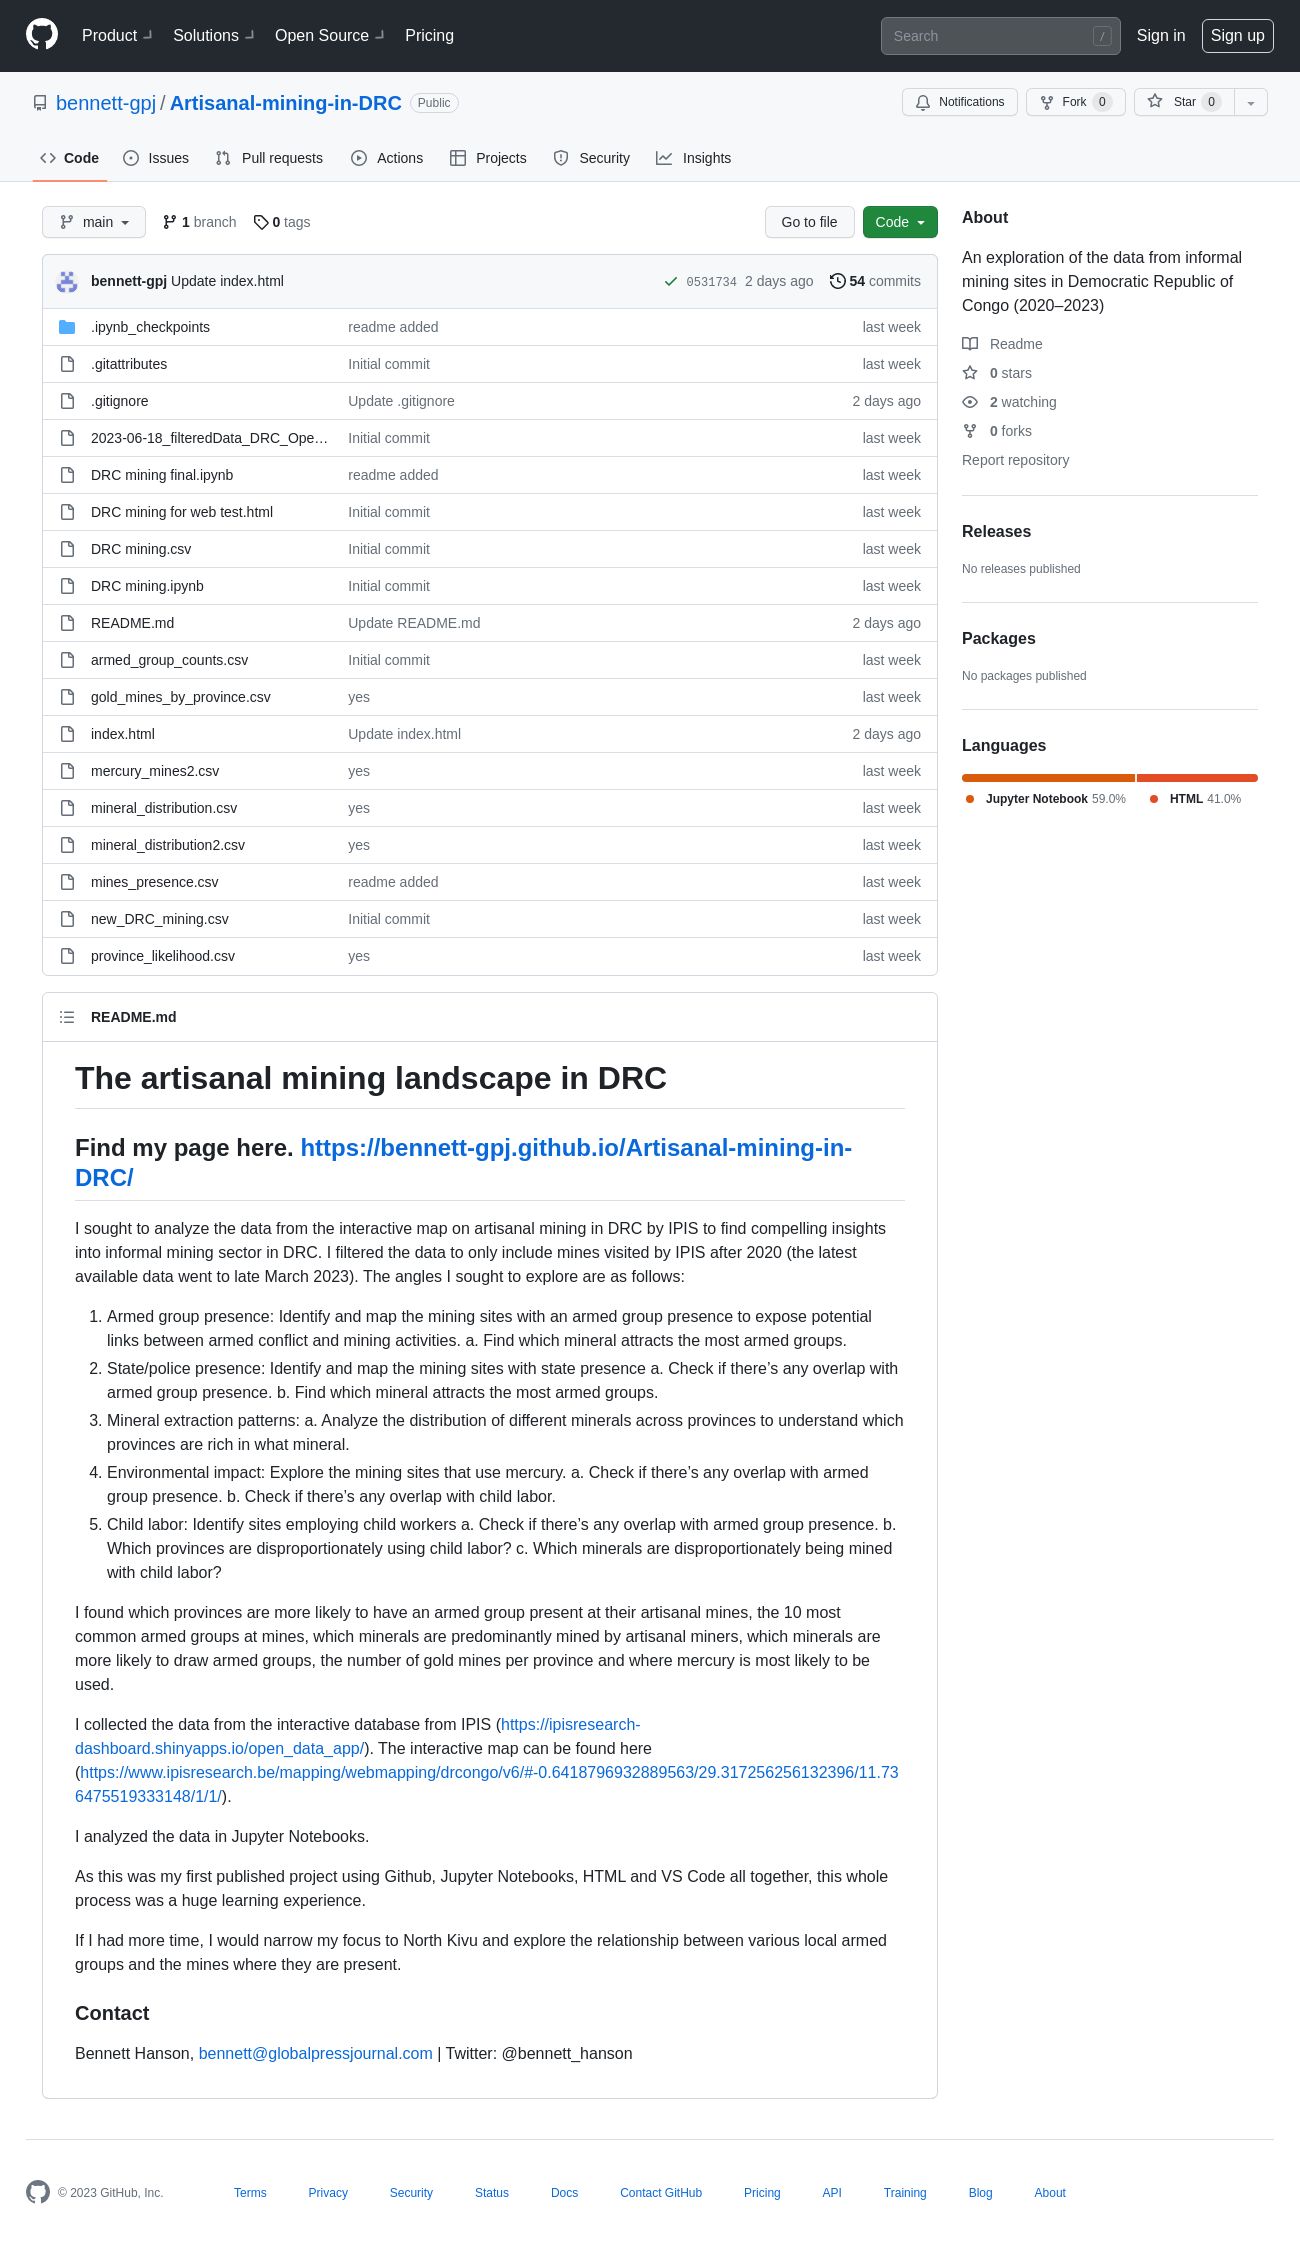 Product Solutions Open Source Pricing Search / Sign in Sign up
bennett-gpj / Artisanal-mining-in-DRC Public Notifications Fork 0 Star 0
Code Issues Pull requests Actions Projects Security Insights
main 1 branch 0 tags Go to file Code
bennett-gpj Update index.html 0531734 2 days ago 54 commits
.ipynb_checkpoints readme added last week
.gitattributes Initial commit last week
.gitignore Update .gitignore 2 days ago
2023-06-18_filteredData_DRC_Ope… Initial commit last week
DRC mining final.ipynb readme added last week
DRC mining for web test.html Initial commit last week
DRC mining.csv Initial commit last week
DRC mining.ipynb Initial commit last week
README.md Update README.md 2 days ago
armed_group_counts.csv Initial commit last week
gold_mines_by_province.csv yes last week
index.html Update index.html 2 days ago
mercury_mines2.csv yes last week
mineral_distribution.csv yes last week
mineral_distribution2.csv yes last week
mines_presence.csv readme added last week
new_DRC_mining.csv Initial commit last week
province_likelihood.csv yes last week
README.md
The artisanal mining landscape in DRC
Find my page here. https://bennett-gpj.github.io/Artisanal-mining-in-
DRC/
I sought to analyze the data from the interactive map on artisanal mining in DRC by IPIS to find compelling insights
into informal mining sector in DRC. I filtered the data to only include mines visited by IPIS after 2020 (the latest
available data went to late March 2023). The angles I sought to explore are as follows:
1. Armed group presence: Identify and map the mining sites with an armed group presence to expose potential
links between armed conflict and mining activities. a. Find which mineral attracts the most armed groups.
2. State/police presence: Identify and map the mining sites with state presence a. Check if there’s any overlap with
armed group presence. b. Find which mineral attracts the most armed groups.
3. Mineral extraction patterns: a. Analyze the distribution of different minerals across provinces to understand which
provinces are rich in what mineral.
4. Environmental impact: Explore the mining sites that use mercury. a. Check if there’s any overlap with armed
group presence. b. Check if there’s any overlap with child labor.
5. Child labor: Identify sites employing child workers a. Check if there’s any overlap with armed group presence. b.
Which provinces are disproportionately using child labor? c. Which minerals are disproportionately being mined
with child labor?
I found which provinces are more likely to have an armed group present at their artisanal mines, the 10 most
common armed groups at mines, which minerals are predominantly mined by artisanal miners, which minerals are
more likely to draw armed groups, the number of gold mines per province and where mercury is most likely to be
used.
I collected the data from the interactive database from IPIS (https://ipisresearch-
dashboard.shinyapps.io/open_data_app/). The interactive map can be found here
(https://www.ipisresearch.be/mapping/webmapping/drcongo/v6/#-0.6418796932889563/29.317256256132396/11.73
6475519333148/1/1/).
I analyzed the data in Jupyter Notebooks.
As this was my first published project using Github, Jupyter Notebooks, HTML and VS Code all together, this whole
process was a huge learning experience.
If I had more time, I would narrow my focus to North Kivu and explore the relationship between various local armed
groups and the mines where they are present.
Contact
Bennett Hanson, bennett@globalpressjournal.com | Twitter: @bennett_hanson
About
An exploration of the data from informal
mining sites in Democratic Republic of
Congo (2020–2023)
Readme
0 stars
2 watching
0 forks
Report repository
Releases
No releases published
Packages
No packages published
Languages
Jupyter Notebook 59.0% HTML 41.0%
© 2023 GitHub, Inc. Terms Privacy Security Status Docs Contact GitHub Pricing API Training Blog About